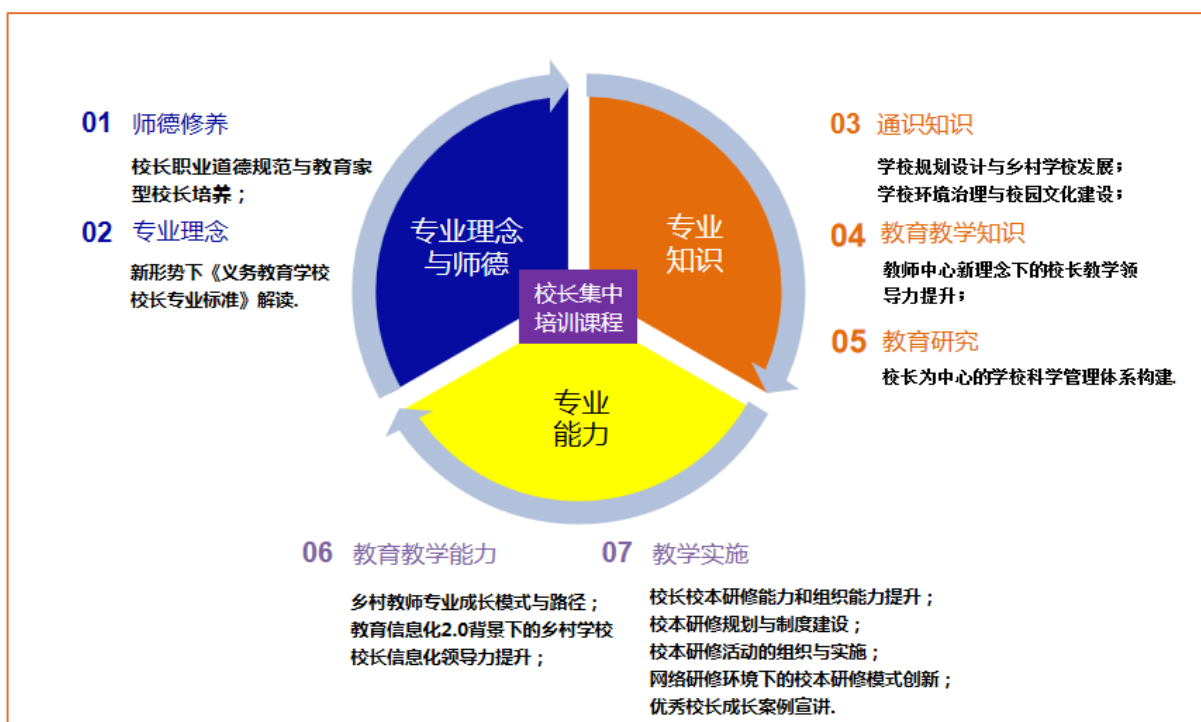 01 师德修养
校长职业道德规范与教育家
型校长培养；
02 专业理念
新形势下《义务教育学校
校长专业标准》解读.
专业理念
与师德
专业
知识
校长集中
培训课程
专业
能力
03 通识知识
学校规划设计与乡村学校发展；
学校环境治理与校园文化建设；
04 教育教学知识
教师中心新理念下的校长教学领
导力提升；
05 教育研究
校长为中心的学校科学管理体系构建.
06 教育教学能力
乡村教师专业成长模式与路径；
教育信息化2.0背景下的乡村学校
校长信息化领导力提升；
07 教学实施
校长校本研修能力和组织能力提升；
校本研修规划与制度建设；
校本研修活动的组织与实施；
网络研修环境下的校本研修模式创新；
优秀校长成长案例宣讲.